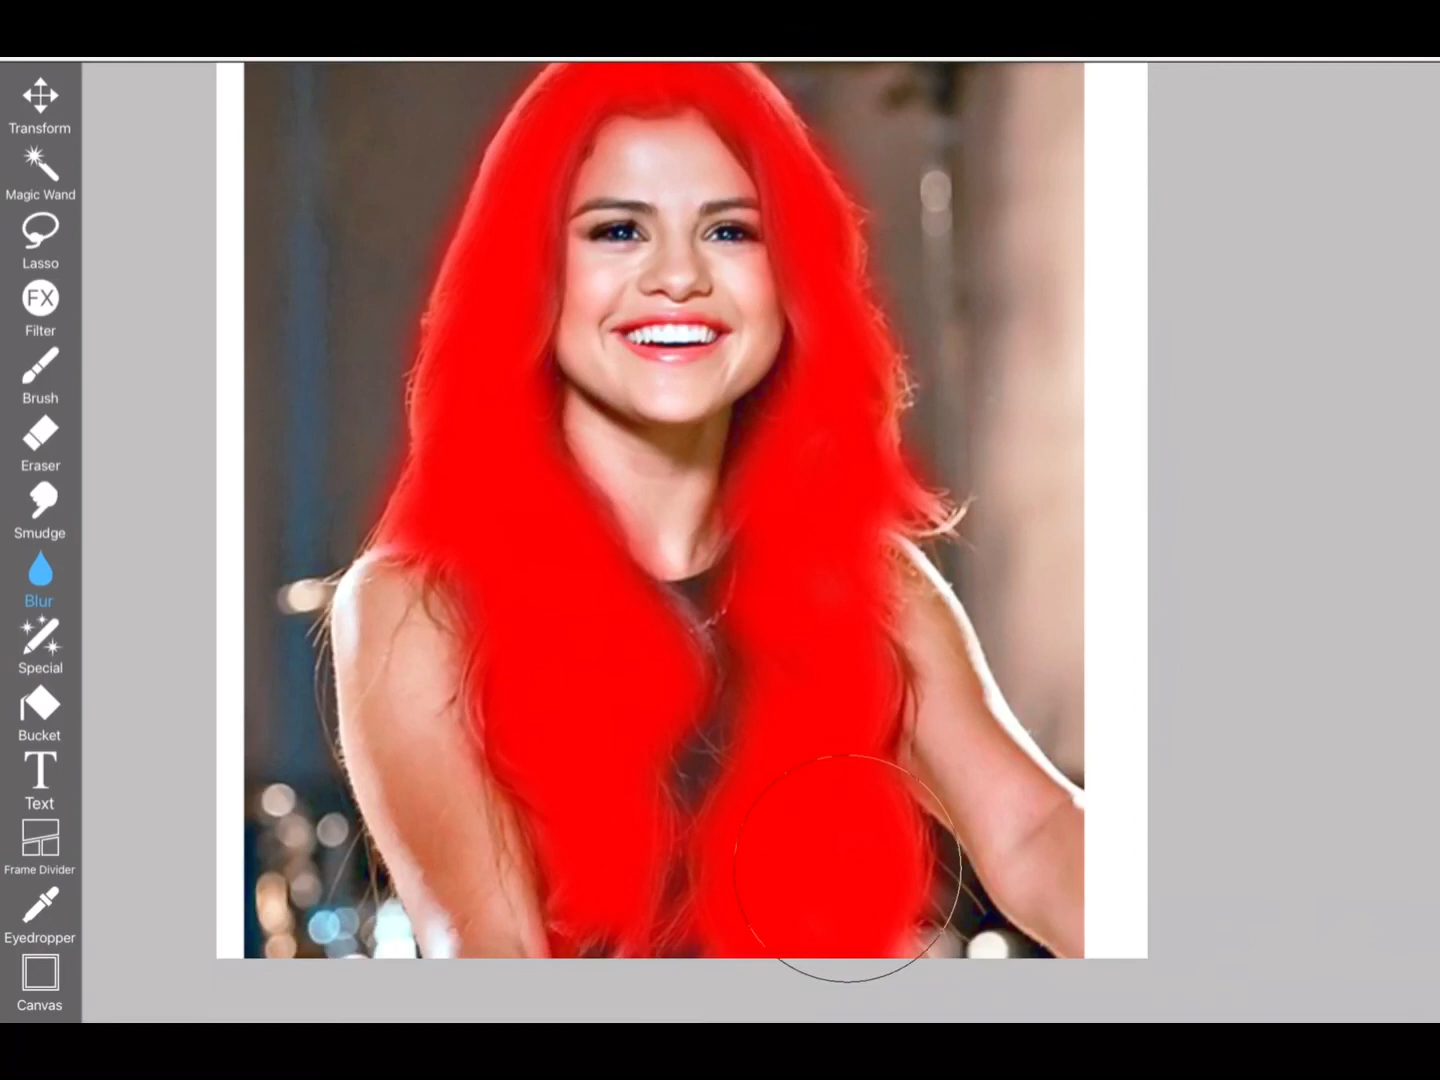 Transform
Magic Wand
Lasso
FX
Filter
Brush
Eraser
Smudge
Blur
Special
Bucket
T
Text
Frame Divider
Eyedropper
Canvas